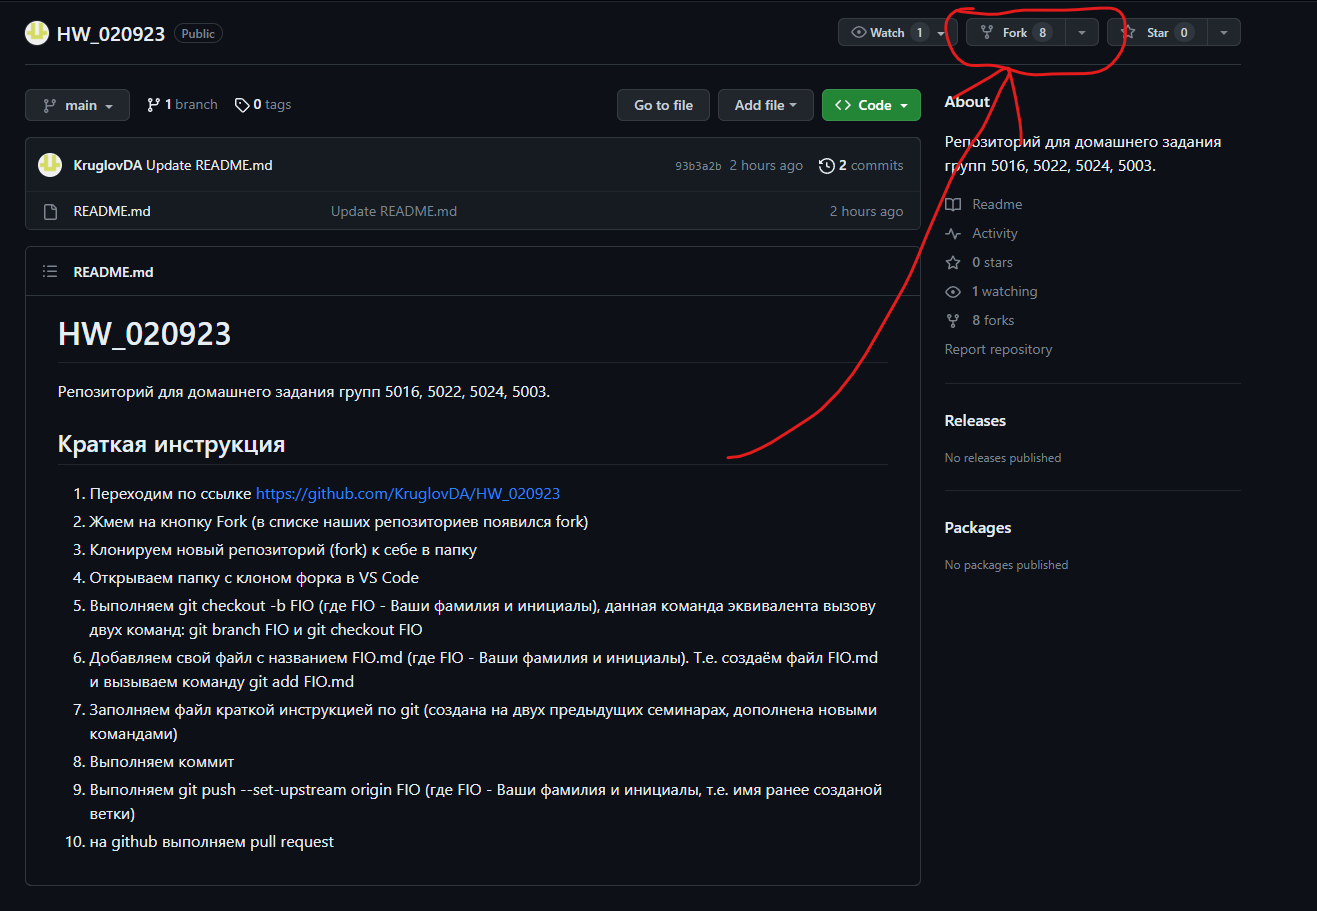 HW_020923 Public
Watch 1
Fork 8
Star 0
main
1 branch
0 tags
Go to file
Add file
Code
KruglovDA Update README.md
93b3a2b 2 hours ago
2 commits
README.md
Update README.md
2 hours ago
README.md
HW_020923
Репозиторий для домашнего задания групп 5016, 5022, 5024, 5003.
Краткая инструкция
1. Переходим по ссылке https://github.com/KruglovDA/HW_020923
2. Жмем на кнопку Fork (в списке наших репозиториев появился fork)
3. Клонируем новый репозиторий (fork) к себе в папку
4. Открываем папку с клоном форка в VS Code
5. Выполняем git checkout -b FIO (где FIO - Ваши фамилия и инициалы), данная команда эквивалента вызову
двух команд: git branch FIO и git checkout FIO
6. Добавляем свой файл с названием FIO.md (где FIO - Ваши фамилия и инициалы). Т.е. создаём файл FIO.md
и вызываем команду git add FIO.md
7. Заполняем файл краткой инструкцией по git (создана на двух предыдущих семинарах, дополнена новыми
командами)
8. Выполняем коммит
9. Выполняем git push --set-upstream origin FIO (где FIO - Ваши фамилия и инициалы, т.е. имя ранее созданой
ветки)
10. на github выполняем pull request
About
Репозиторий для домашнего задания
групп 5016, 5022, 5024, 5003.
Readme
Activity
0 stars
1 watching
8 forks
Report repository
Releases
No releases published
Packages
No packages published